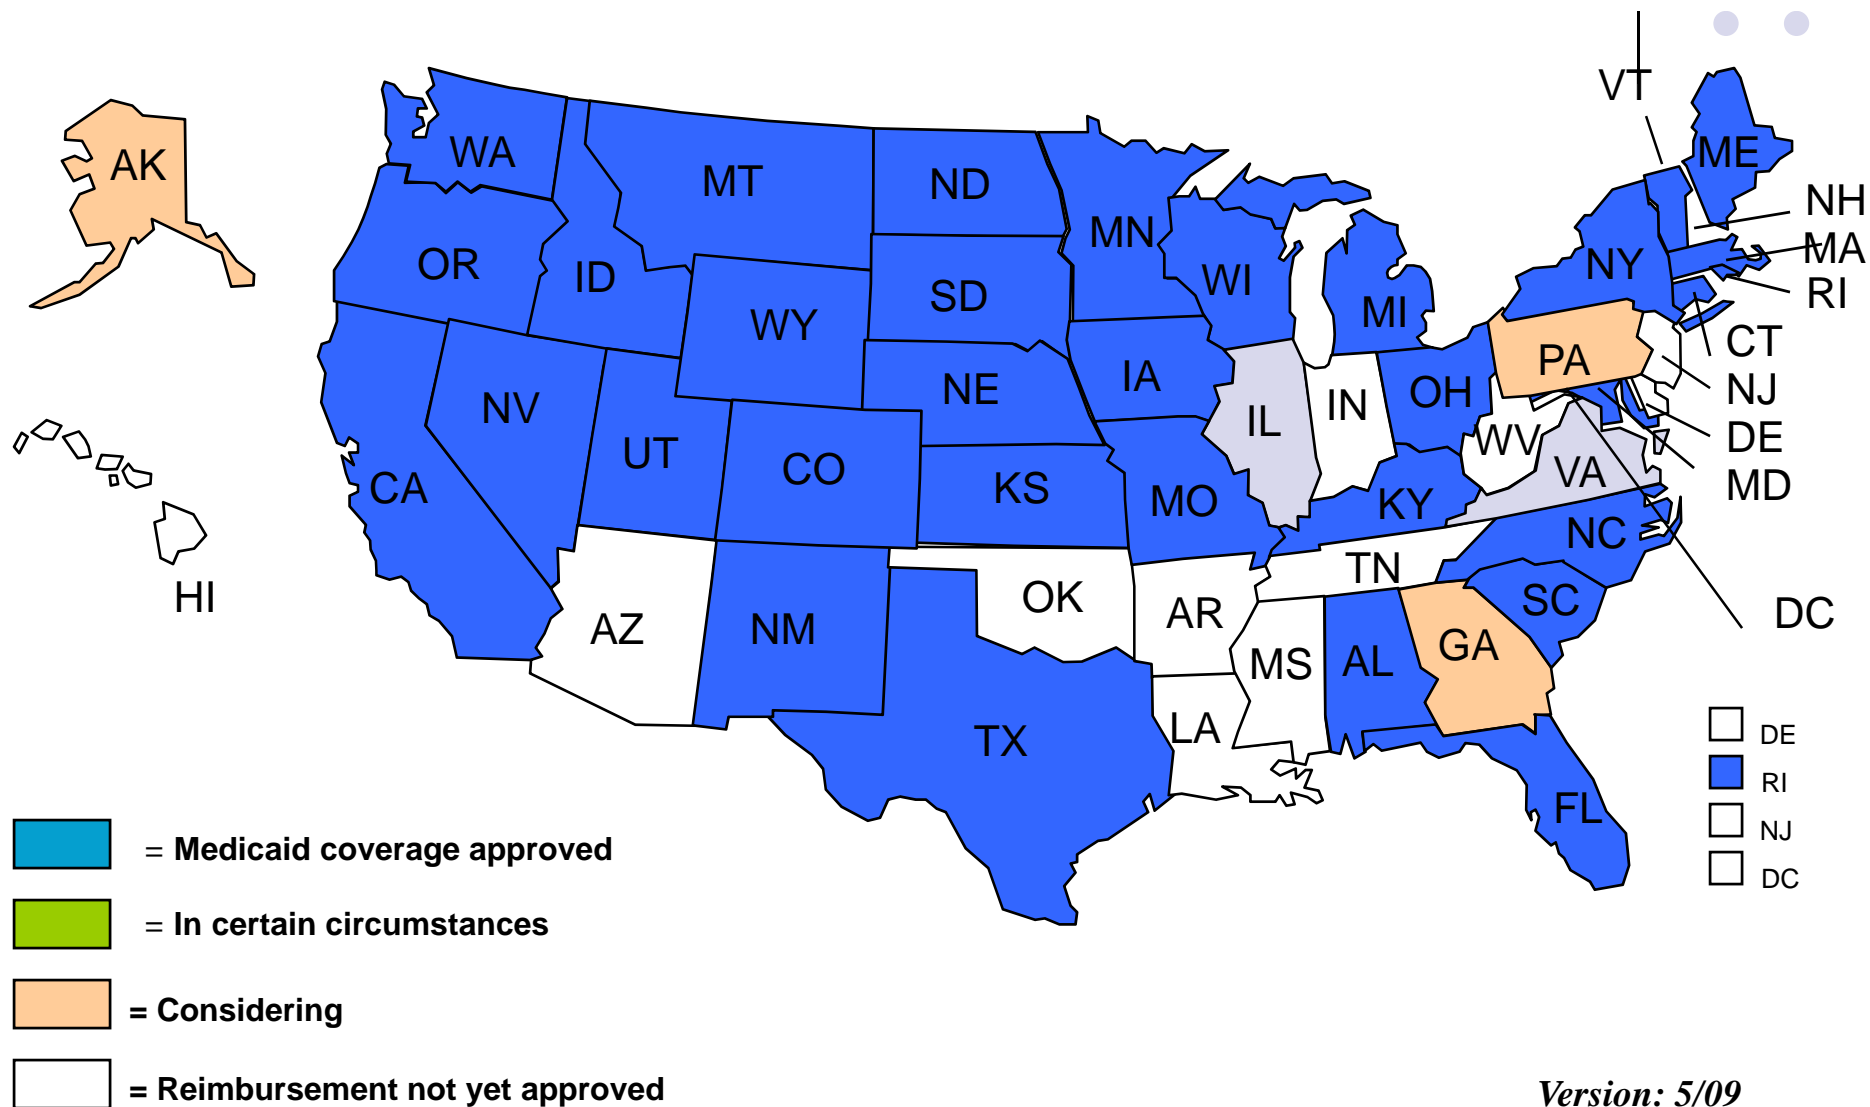 VT
ME
WA
AK
MT
ND
NH
MN
MA
OR
ID
NY
WI
SD
RI
MI
WY
CT
PA
IA
NE
OH
NJ
NV
IN
IL
WV
DE
UT
CO
VA
CA
KS
MD
MO
KY
NC
TN
HI
OK
SC
DC
AR
AZ
NM
GA
AL
MS
LA
TX
DE
RI
FL
NJ
DC
= Medicaid coverage approved
= In certain circumstances
= Considering
= Reimbursement not yet approved
Version: 5/09